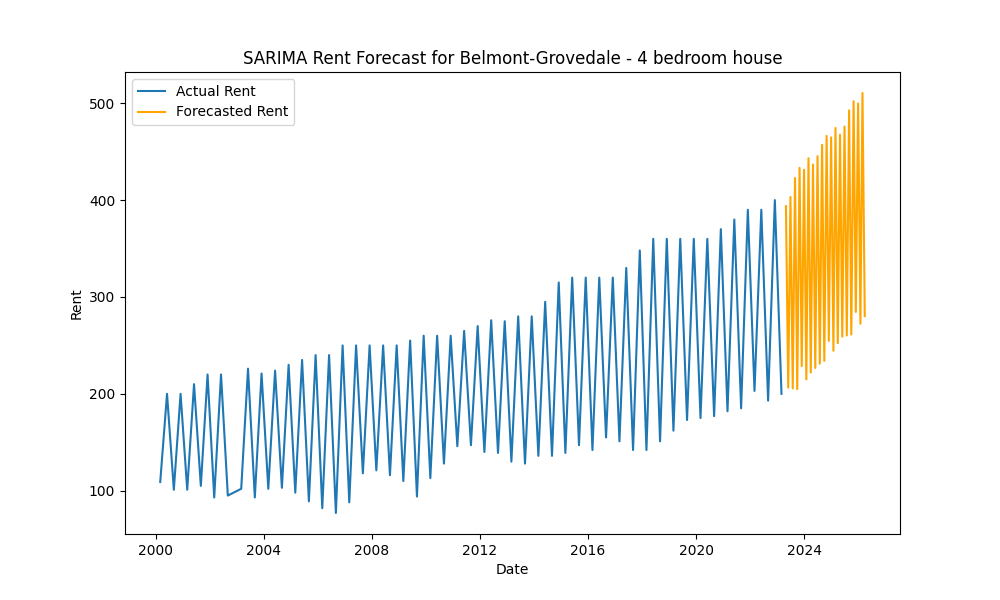 SARIMA Rent Forecast for Belmont-Grovedale - 4 bedroom house
Actual Rent
Forecasted Rent
500
400
300
200
100
Rent
2000 2004 2008 2012 2016 2020 2024
Date